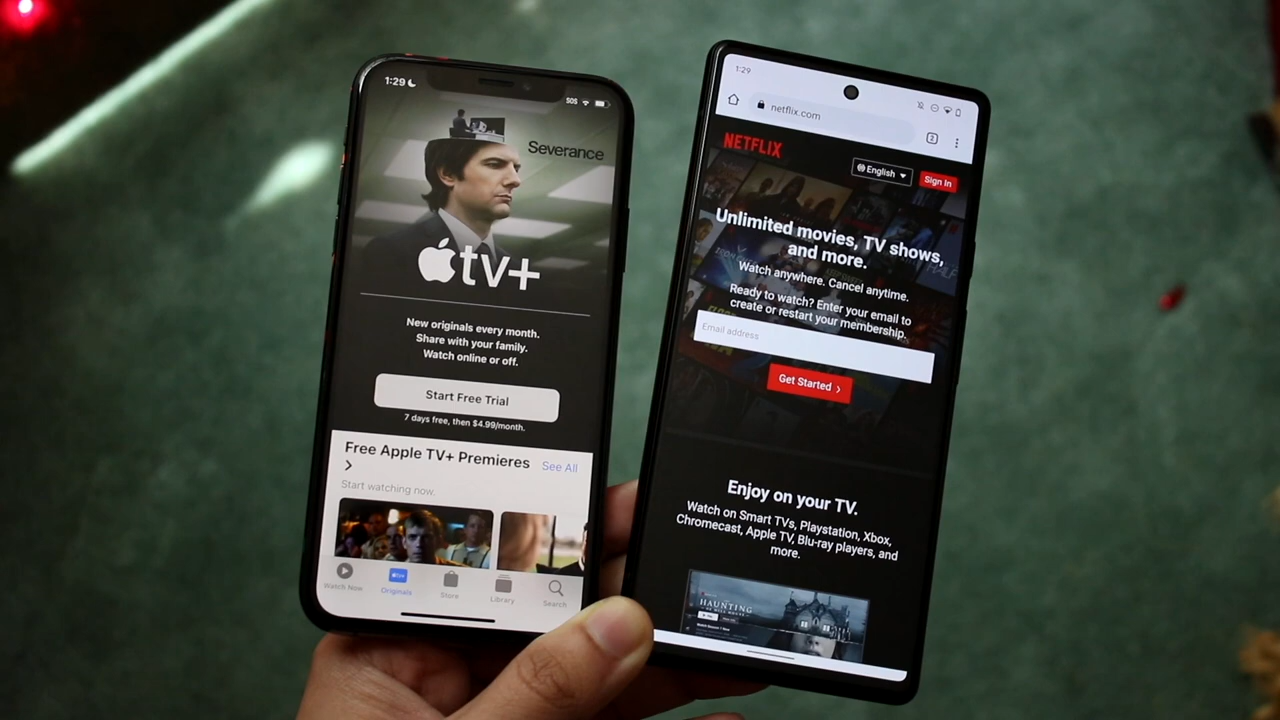 1:29
SOS
Severance
tv+
New originals every month.
Share with your family.
Watch online or off.
Start Free Trial
7 days free, then $4.99/month.
Free Apple TV+ Premieres
See All
Start watching now.
Watch Now
tv+
Originals
Store
Library
Search
1:29
netflix.com
2
NETFLIX
English
Sign In
Unlimited movies, TV shows,
and more.
Watch anywhere. Cancel anytime.
Ready to watch? Enter your email to
create or restart your membership.
Email address
Get Started
Enjoy on your TV.
Watch on Smart TVs, Playstation, Xbox,
Chromecast, Apple TV, Blu-ray players, and
more.
HAUNTING